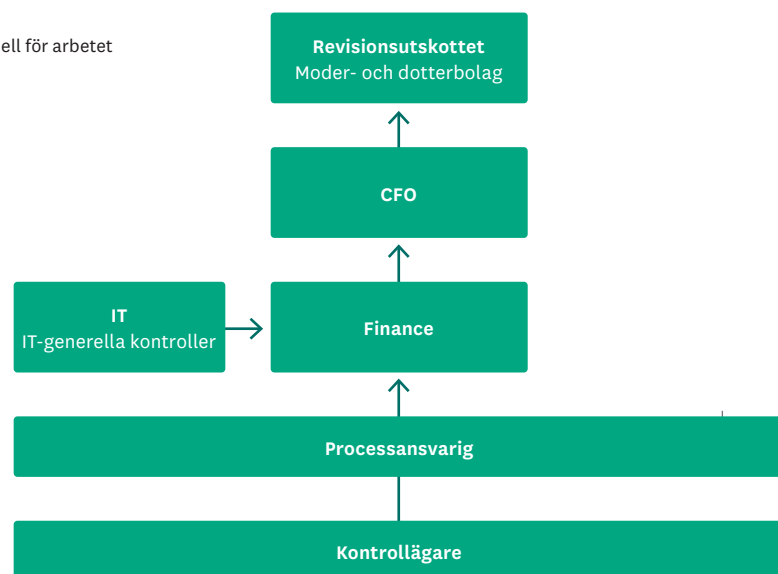 ell för arbetet
Revisionsutskottet
Moder- och dotterbolag
CFO
IT
IT-generella kontroller
Finance
Processansvarig
Kontrollägare